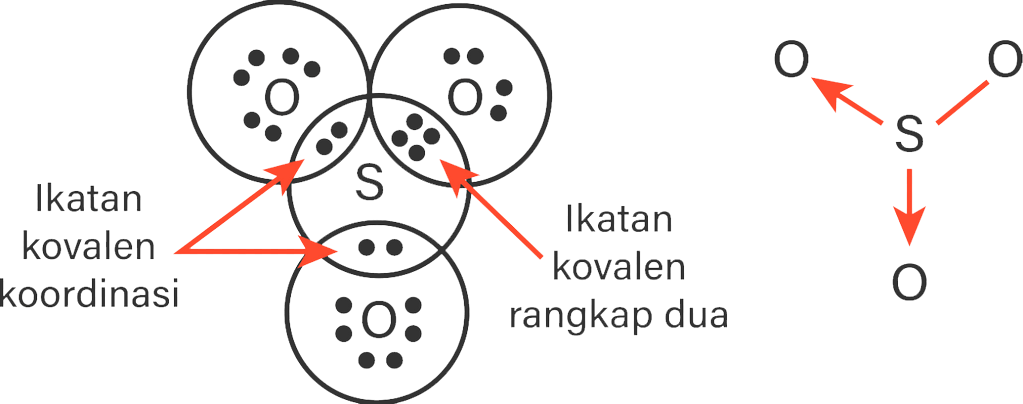 O
O
S
Ikatan
kovalen
koordinasi
Ikatan
kovalen
rangkap dua
O
O
O
S
O